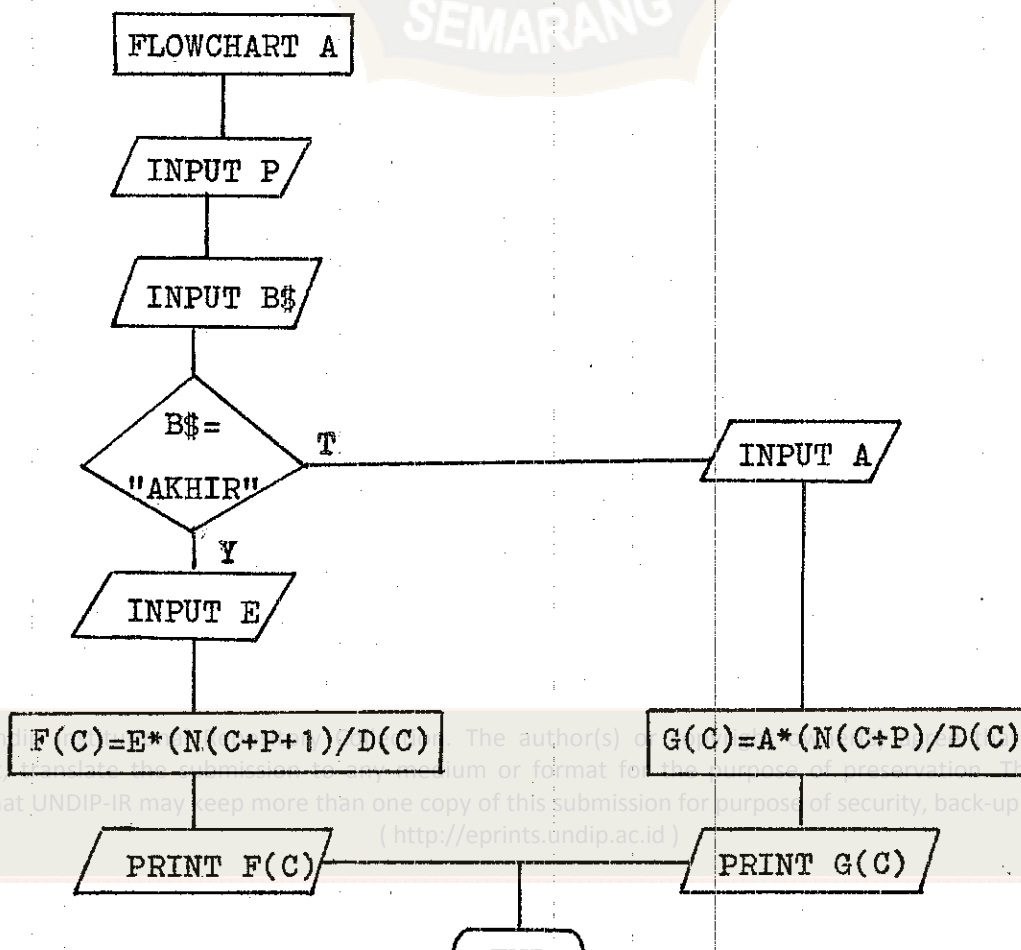 SEMARANG
FLOWCHART A
INPUT P
INPUT B$
B$=
"AKHIR"
T
INPUT A
Y
INPUT E
F(C)=E*(N(C+P+1)/D(C)
G(C)=A*(N(C+P)/D(C)
The author(s) or
translate the submission to any medium or format for the purpose of preservation.
that UNDIP-IR may keep more than one copy of this submission for purpose of security, back-up
( http://eprints.undip.ac.id )
PRINT F(C)
PRINT G(C)